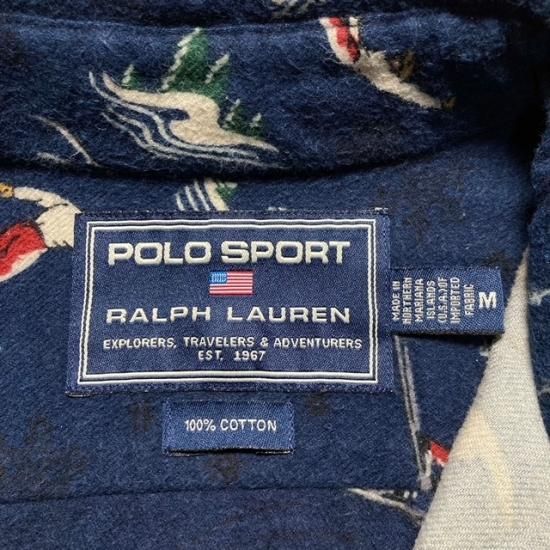 POLO SPORT
RALPH LAUREN
EXPLORERS, TRAVELERS & ADVENTURERS
EST. 1967
100% COTTON
MADE IN
NORTHERN
MARIANA
ISLANDS
(U.S.A.) OF
IMPORTED
FABRIC
M